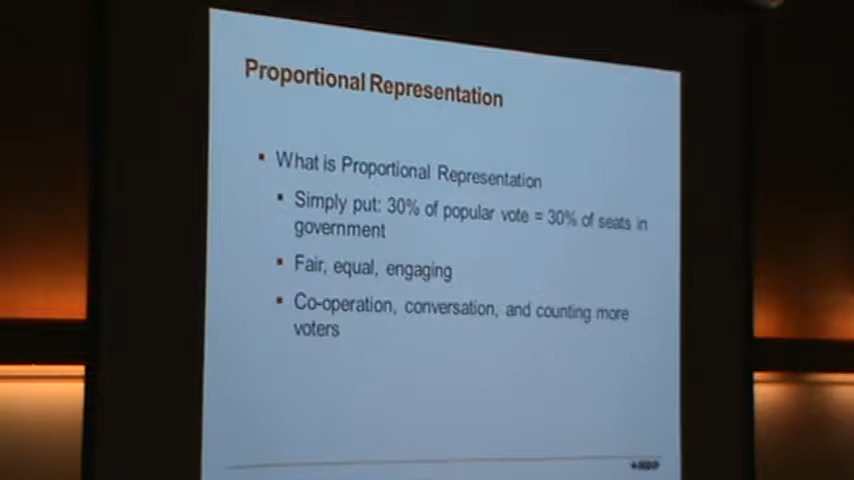 Proportional Representation
What is Proportional Representation
Simply put: 30% of popular vote = 30% of seats in
government
Fair, equal, engaging
Co-operation, conversation, and counting more
voters